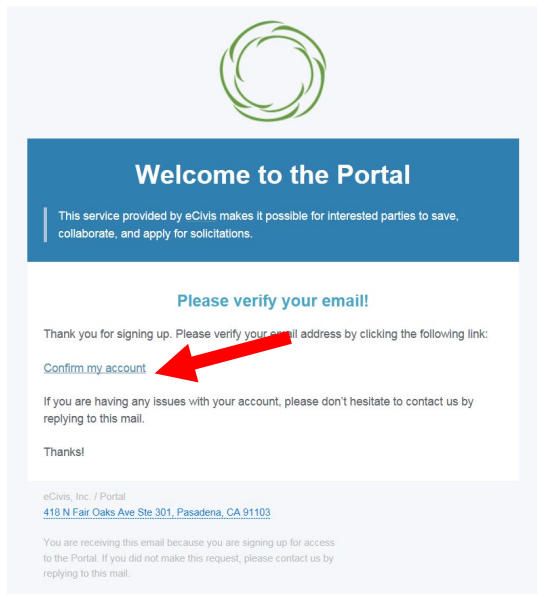 Welcome to the Portal
This service provided by eCivis makes it possible for interested parties to save,
collaborate, and apply for solicitations.
Please verify your email!
Thank you for signing up. Please verify your email address by clicking the following link:
Confirm my account
If you are having any issues with your account, please don't hesitate to contact us by
replying to this mail.
Thanks!
eCivis, Inc. / Portal
418 N Fair Oaks Ave Ste 301, Pasadena, CA 91103
You are receiving this email because you are signing up for access
to the Portal. If you did not make this request, please contact us by
replying to this mail.